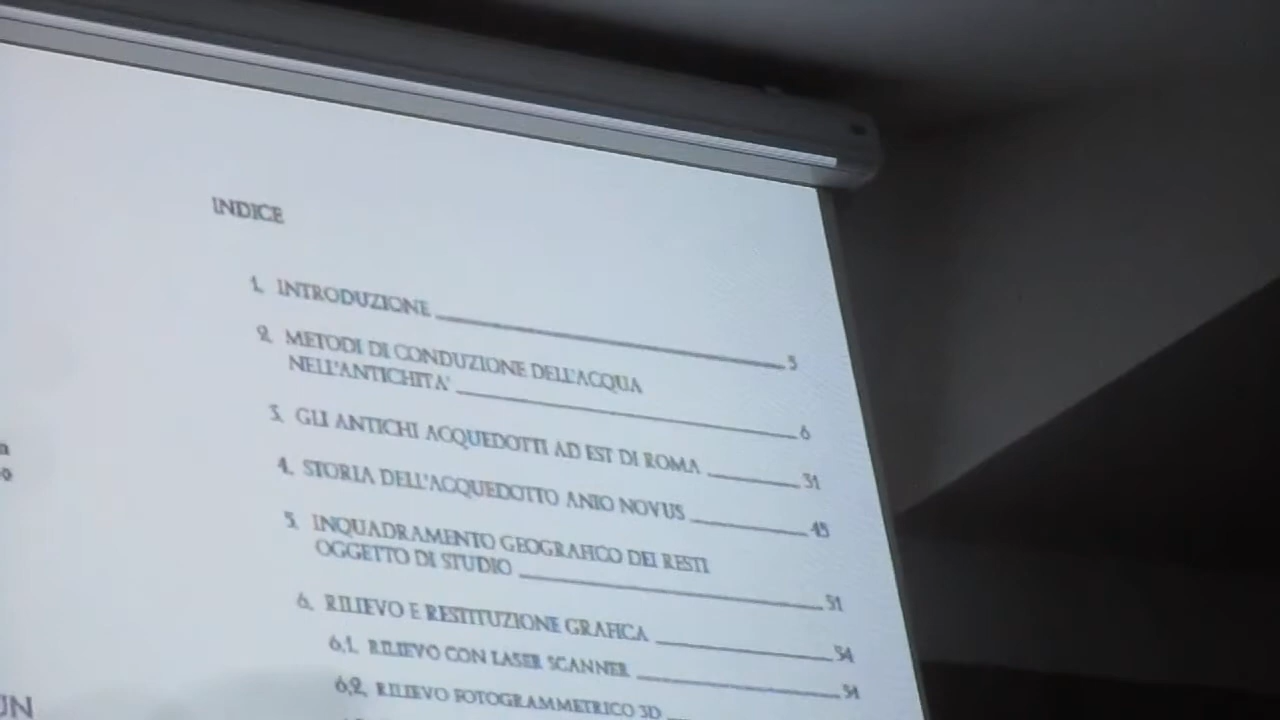 INDICE
1. INTRODUZIONE 5
2. METODI DI CONDUZIONE DELL'ACQUA
NELL'ANTICHITA' 6
3. GLI ANTICHI ACQUEDOTTI AD EST DI ROMA 31
4. STORIA DELL'ACQUEDOTTO ANIO NOVUS 45
5. INQUADRAMENTO GEOGRAFICO DEI RESTI
OGGETTO DI STUDIO 51
6. RILIEVO E RESTITUZIONE GRAFICA 54
6.1. RILIEVO CON LASER SCANNER 54
6.2. RILIEVO FOTOGRAMMETRICO 3D